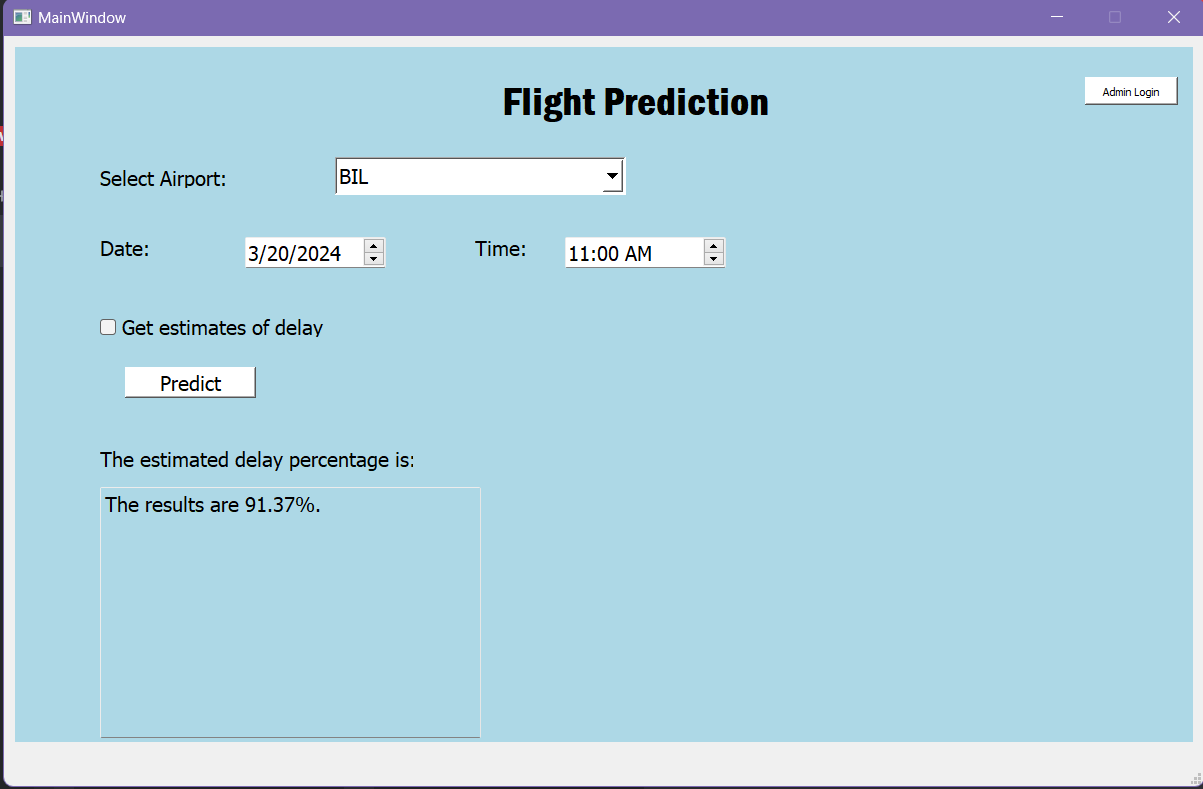 MainWindow
Flight Prediction
Admin Login
Select Airport:
BIL
Date:
3/20/2024
Time:
11:00 AM
Get estimates of delay
Predict
The estimated delay percentage is:
The results are 91.37%.